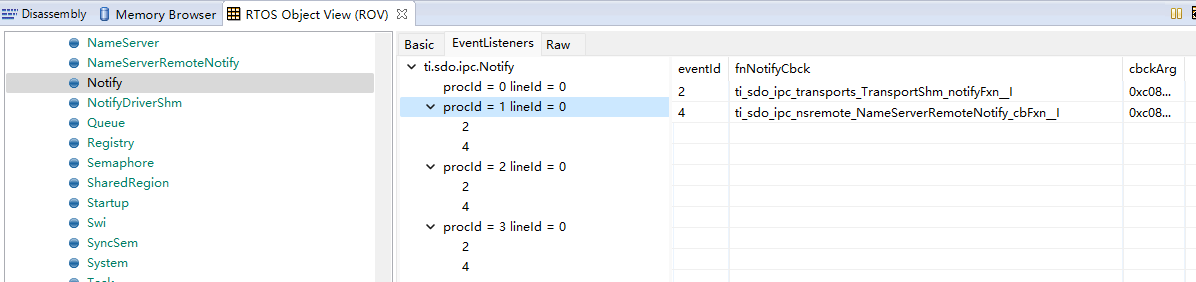 Disassembly Memory Browser RTOS Object View (ROV)
NameServer
NameServerRemoteNotify
Notify
NotifyDriverShm
Queue
Registry
Semaphore
SharedRegion
Startup
Swi
SyncSem
System
Task
Basic EventListeners Raw
ti.sdo.ipc.Notify
procId = 0 lineId = 0
procId = 1 lineId = 0
2
4
procId = 2 lineId = 0
2
4
procId = 3 lineId = 0
2
4
eventId fnNotifyCbck cbckArg
2 ti_sdo_ipc_transports_TransportShm_notifyFxn__I 0xc08...
4 ti_sdo_ipc_nsremote_NameServerRemoteNotify_cbFxn__I 0xc08...